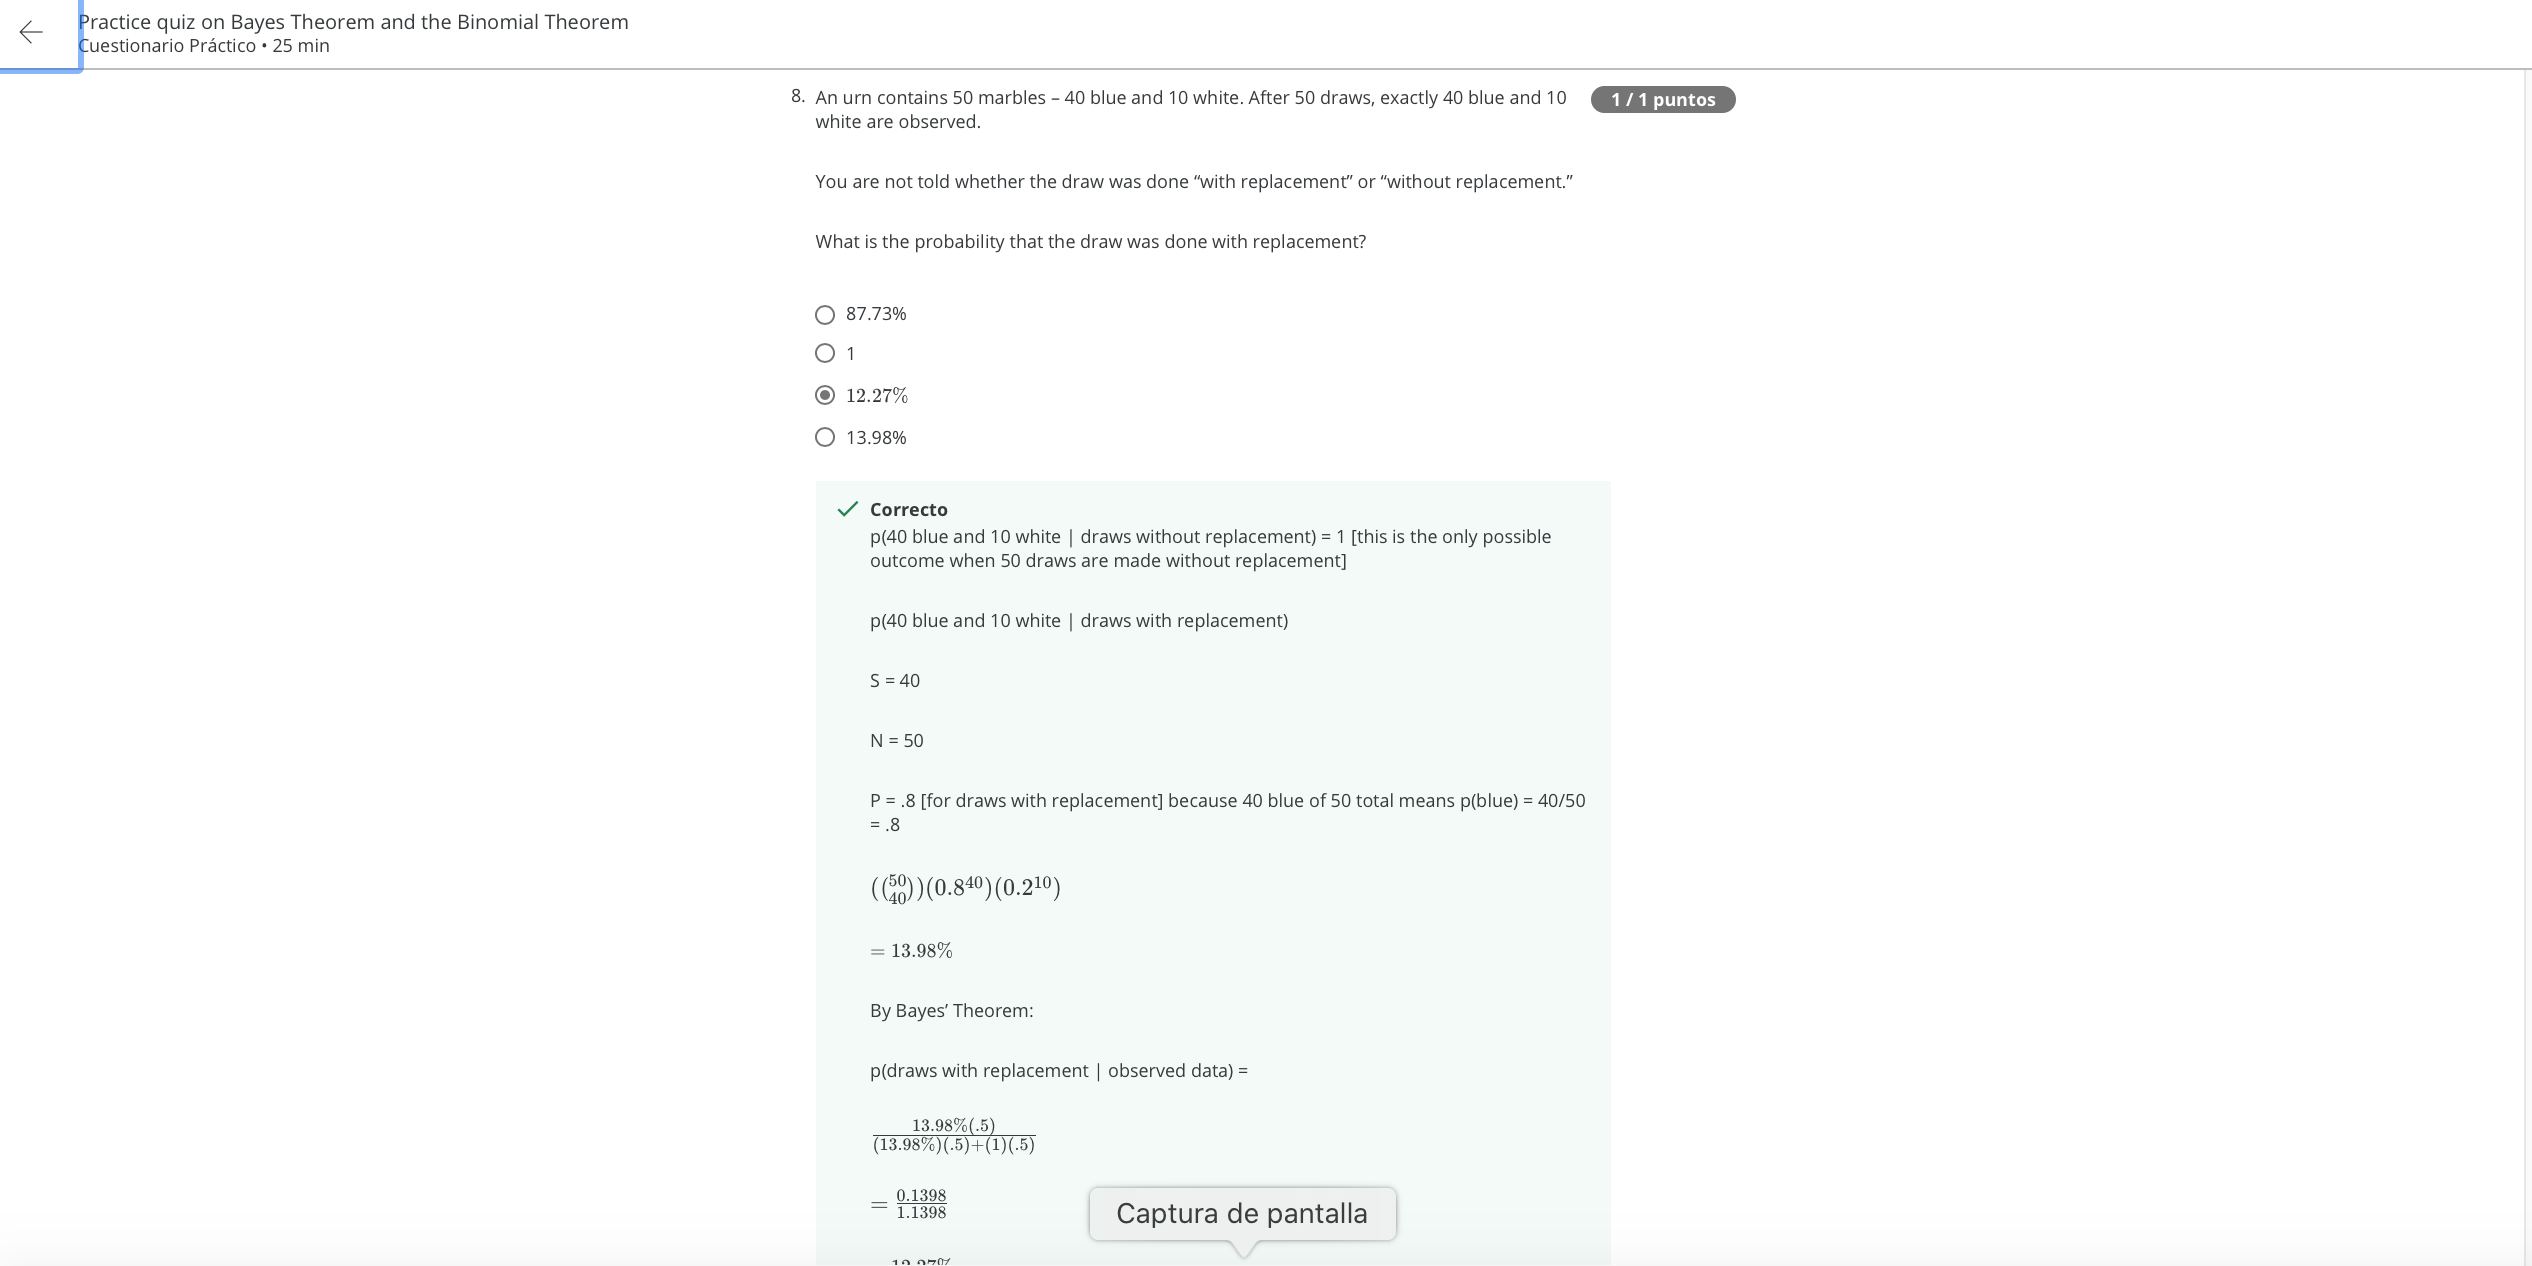 Practice quiz on Bayes Theorem and the Binomial Theorem
Cuestionario Práctico • 25 min
8. An urn contains 50 marbles – 40 blue and 10 white. After 50 draws, exactly 40 blue and 10
white are observed.
1 / 1 puntos
You are not told whether the draw was done “with replacement” or “without replacement.”
What is the probability that the draw was done with replacement?
87.73%
1
12.27%
13.98%
Correcto
p(40 blue and 10 white | draws without replacement) = 1 [this is the only possible
outcome when 50 draws are made without replacement]
p(40 blue and 10 white | draws with replacement)
S = 40
N = 50
P = .8 [for draws with replacement] because 40 blue of 50 total means p(blue) = 40/50
= .8
((50
40))(0.8^40)(0.2^10)
= 13.98%
By Bayes’ Theorem:
p(draws with replacement | observed data) =
13.98%(.5)
(13.98%)(.5)+(1)(.5)
= 0.1398
1.1398
Captura de pantalla
12.27%